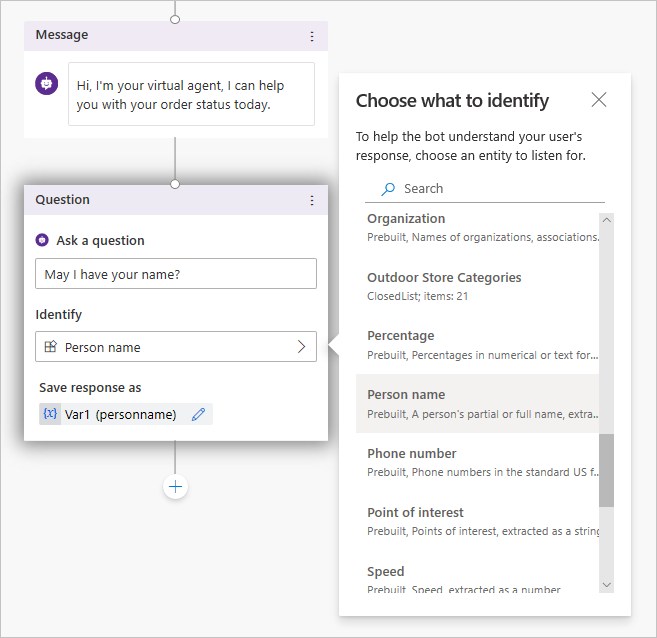 Message
Hi, I'm your virtual agent, I can help
you with your order status today.
Question
Ask a question
May I have your name?
Identify
Person name
Save response as
{x} Var1 (personname)
Choose what to identify
To help the bot understand your user's
response, choose an entity to listen for.
Search
Organization
Prebuilt, Names of organizations, associations.
Outdoor Store Categories
ClosedList; items: 21
Percentage
Prebuilt, Percentages in numerical or text for...
Person name
Prebuilt, A person's partial or full name, extra...
Phone number
Prebuilt, Phone numbers in the standard US f...
Point of interest
Prebuilt, Points of interest, extracted as a string
Speed
Prebuilt, Speed, extracted as a number